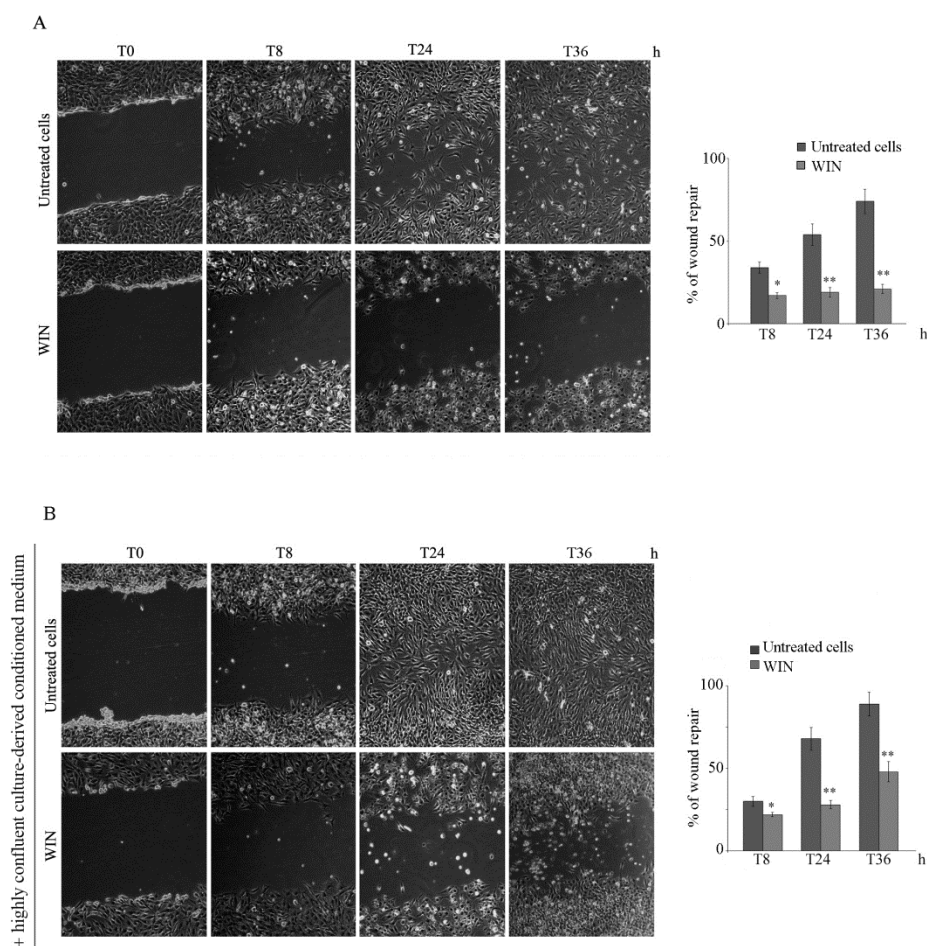 A
T0 T8 T24 T36 h
Untreated cells
WIN
Untreated cells
WIN
100
50
0
% of wound repair
* ** **
T8 T24 T36 h
B
+ highly confluent culture-derived conditioned medium
T0 T8 T24 T36 h
Untreated cells
WIN
Untreated cells
WIN
100
50
0
% of wound repair
* ** **
T8 T24 T36 h